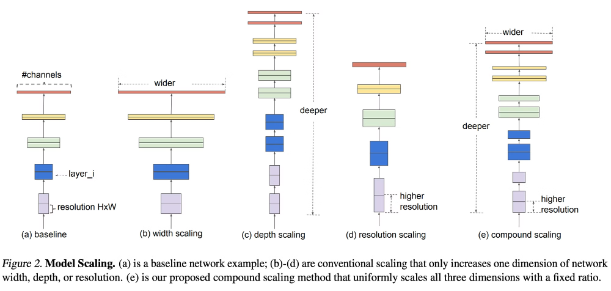 #channels
wider
wider
deeper
deeper
layer_i
resolution HxW
higher
resolution
higher
resolution
(a) baseline
(b) width scaling
(c) depth scaling
(d) resolution scaling
(e) compound scaling
Figure 2. Model Scaling. (a) is a baseline network example; (b)-(d) are conventional scaling that only increases one dimension of network
width, depth, or resolution. (e) is our proposed compound scaling method that uniformly scales all three dimensions with a fixed ratio.